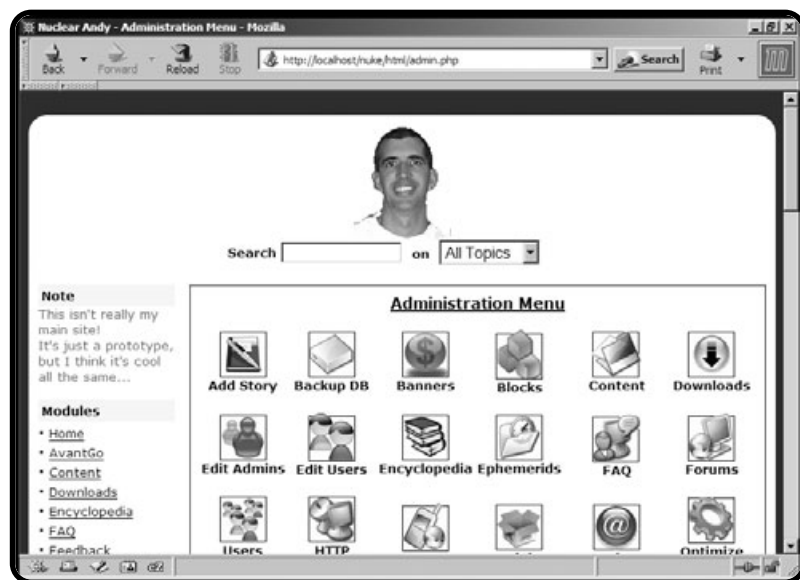 Nuclear Andy - Administration Menu - Mozilla
Back Forward Reload Stop http://localhost/nuke/html/admin.php Search Print
Search on All Topics
Note
This isn't really my
main site!
It's just a prototype,
but I think it's cool
all the same...
Modules
• Home
• AvantGo
• Content
• Downloads
• Encyclopedia
• FAQ
• Feedback
Administration Menu
Add Story Backup DB Banners Blocks Content Downloads
Edit Admins Edit Users Encyclopedia Ephemerids FAQ Forums
Users HTTP Optimize